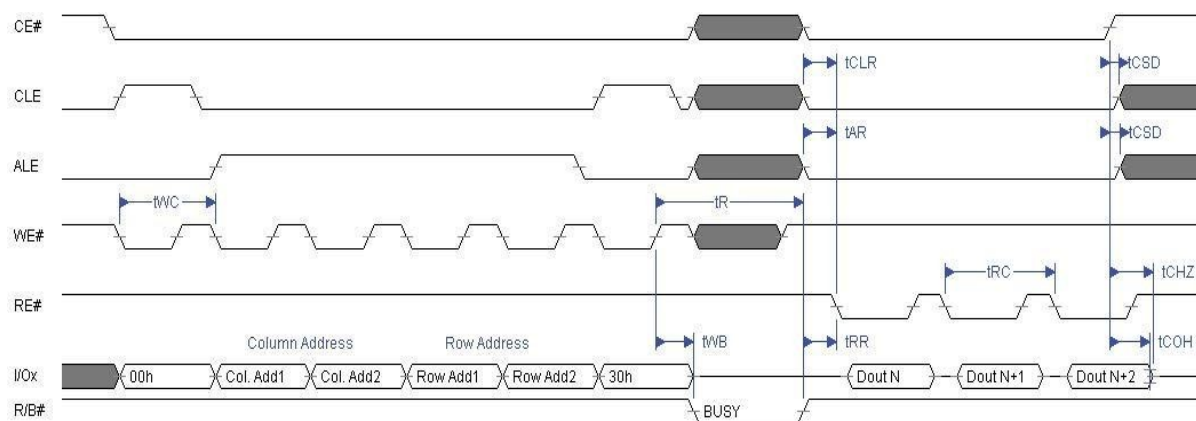 CE#
tCLR tCSD
CLE
tAR tCSD
ALE
tWC tR
WE#
tRC tCHZ
RE#
Column Address Row Address tWB tRR tCOH
I/Ox 00h Col. Add1 Col. Add2 Row Add1 Row Add2 30h Dout N Dout N+1 Dout N+2
R/B# BUSY